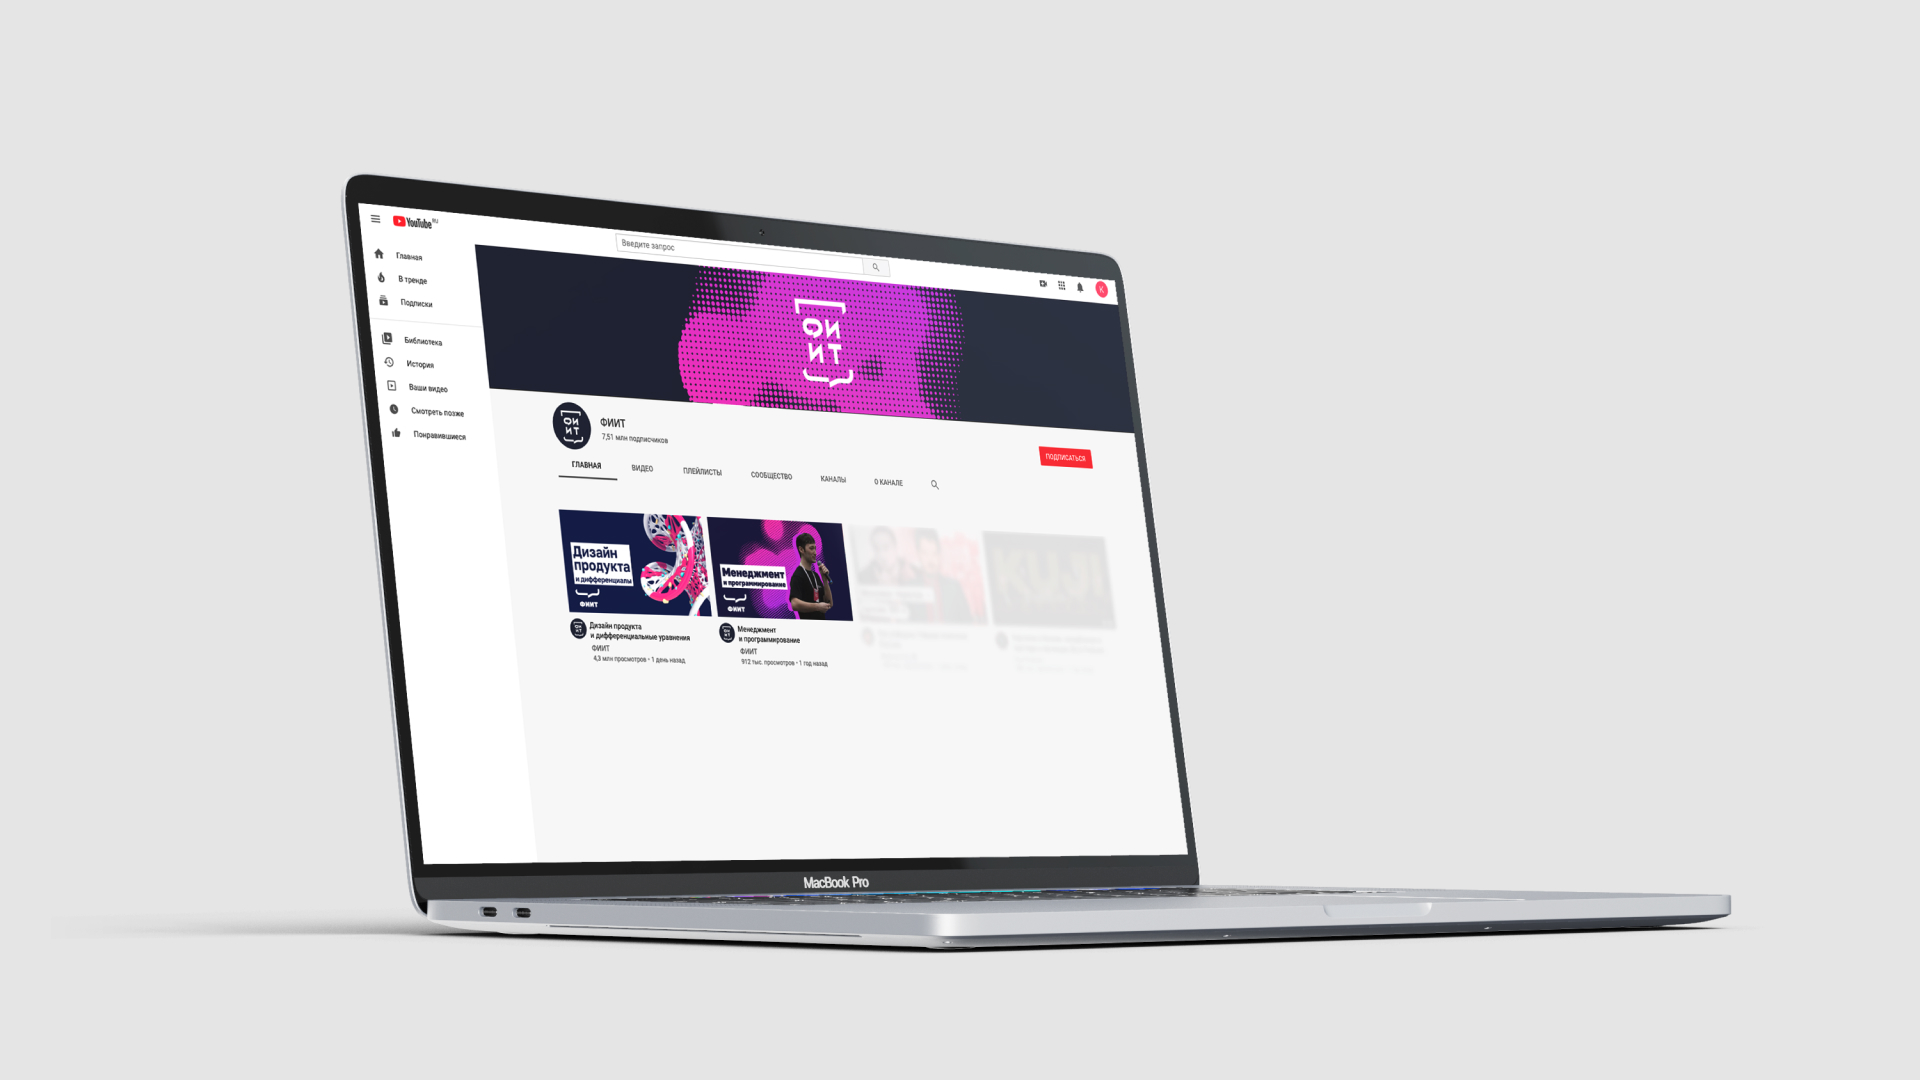 YouTube RU
Введите запрос
Главная
В тренде
Подписки
Библиотека
История
Ваши видео
Смотреть позже
Понравившиеся
К
ФИ
ИТ
ФИ
ИТ
ФИИТ
7,51 млн подписчиков
ПОДПИСАТЬСЯ
ГЛАВНАЯ
ВИДЕО
ПЛЕЙЛИСТЫ
СООБЩЕСТВО
КАНАЛЫ
О КАНАЛЕ
Дизайн
продукта
и дифференциалы
ФИИТ
Менеджмент
и программирование
ФИИТ
Дизайн продукта
и дифференциальные уравнения
ФИИТ
4,3 млн просмотров • 1 день назад
Менеджмент
и программирование
ФИИТ
912 тыс. просмотров • 1 год назад
MacBook Pro